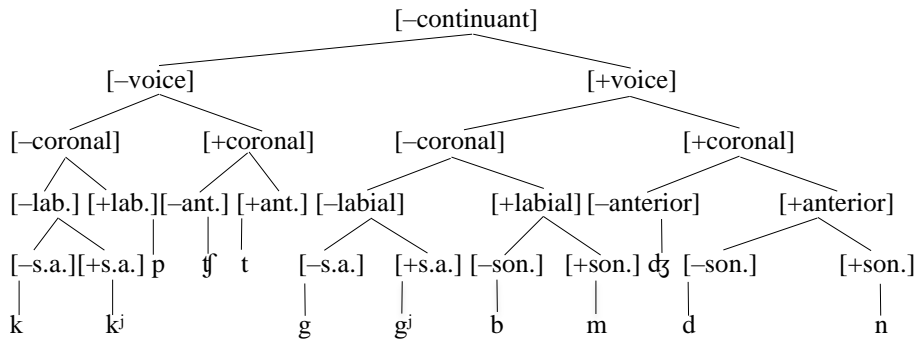 [–continuant]
[–voice] [+voice]
[–coronal] [+coronal] [–coronal] [+coronal]
[–lab.] [+lab.] [–ant.] [+ant.] [–labial] [+labial] [–anterior] [+anterior]
[–s.a.] [+s.a.] p ʧ t [–s.a.] [+s.a.] [–son.] [+son.] ʤ [–son.] [+son.]
k kʲ g gʲ b m d n